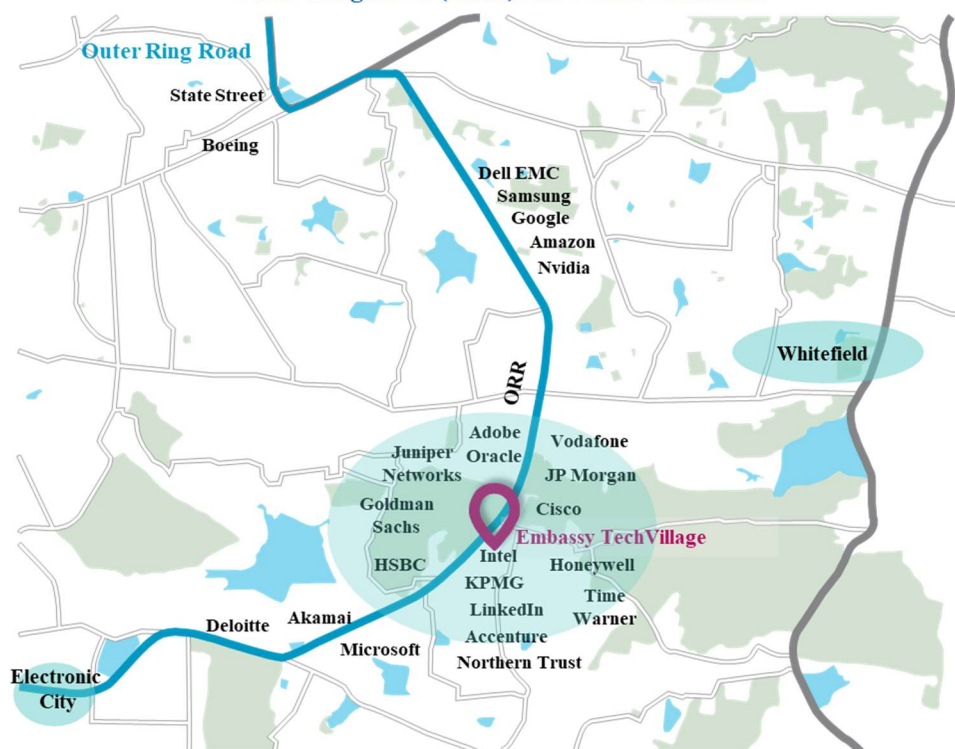 Outer Ring Road
State Street
Boeing
Dell EMC
Samsung
Google
Amazon
Nvidia
Whitefield
ORR
Adobe
Oracle
Vodafone
Juniper
Networks
JP Morgan
Goldman
Sachs
Cisco
Embassy TechVillage
Intel
HSBC
Honeywell
KPMG
LinkedIn
Time
Warner
Accenture
Northern Trust
Deloitte
Akamai
Microsoft
Electronic
City